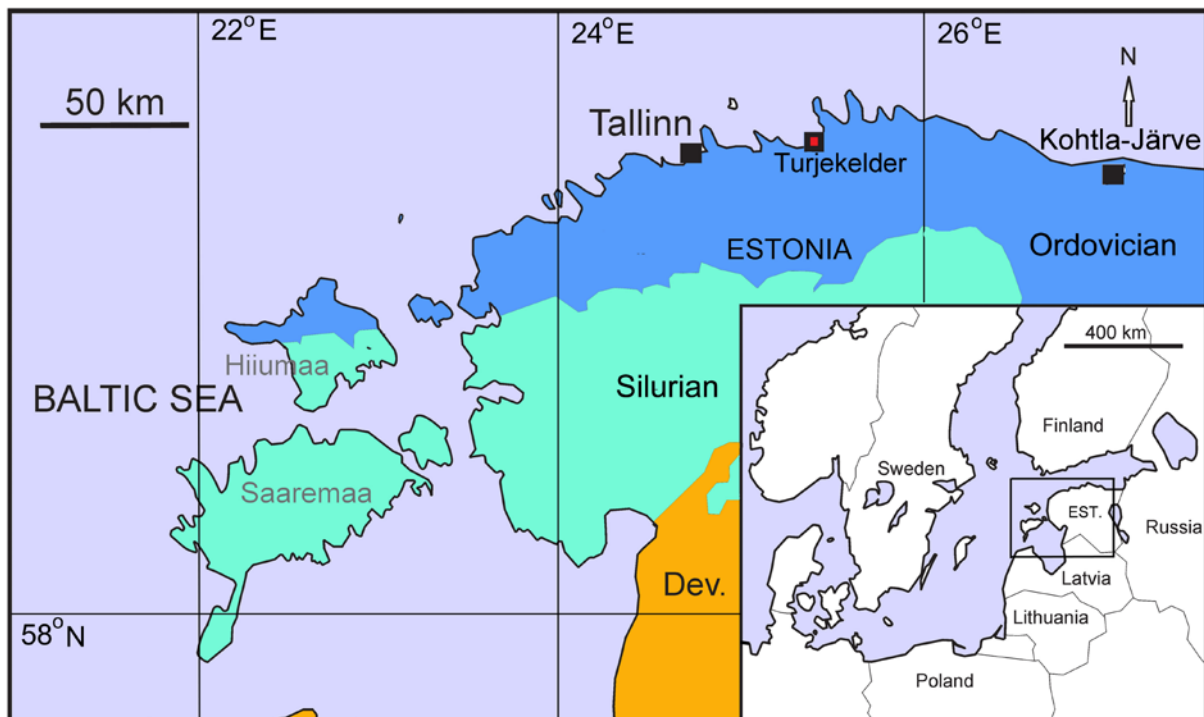 22°E
24°E
26°E
N
50 km
Tallinn
Turjekelder
Kohtla-Järve
ESTONIA
Ordovician
Hiiumaa
BALTIC SEA
Silurian
Saaremaa
Dev.
58°N
400 km
Finland
Sweden
EST.
Russia
Latvia
Lithuania
Poland